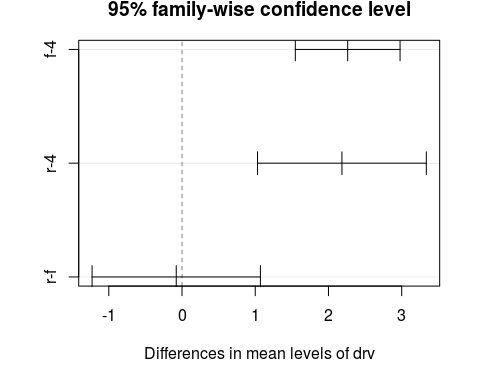 95% family-wise confidence level
f-4
r-4
r-f
-1 0 1 2 3
Differences in mean levels of drv